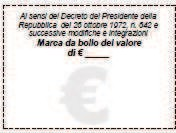 Ai sensi del Decreto del Presidente della
Repubblica del 26 ottobre 1972, n. 642 e
successive modifiche e integrazioni
Marca da bollo del valore
di € ____
€